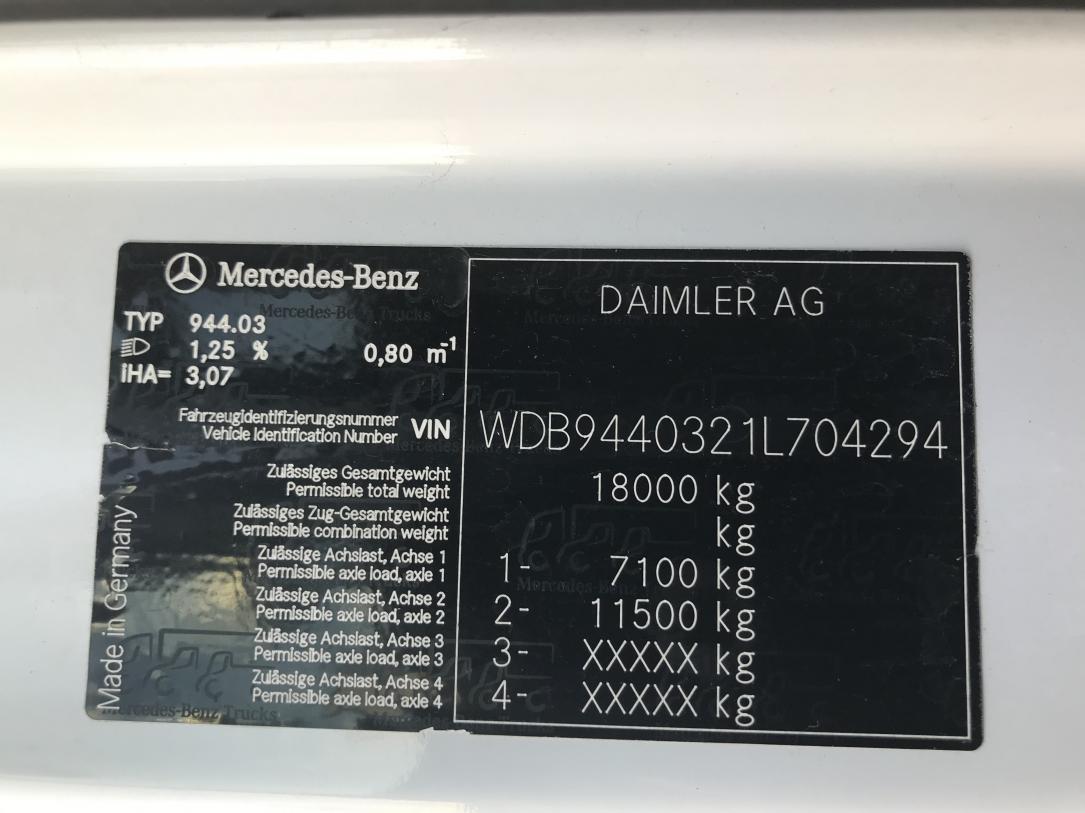 Mercedes-Benz
DAIMLER AG
TYP 944.03
1,25 % 0,80 m⁻¹
iHA= 3,07
Fahrzeugidentifizierungsnummer
Vehicle Identification Number VIN WDB9440321L704294
Zulässiges Gesamtgewicht
Permissible total weight 18000 kg
Zulässiges Zug-Gesamtgewicht
Permissible combination weight kg
Zulässige Achslast, Achse 1
Permissible axle load, axle 1 1- 7100 kg
Zulässige Achslast, Achse 2
Permissible axle load, axle 2 2- 11500 kg
Zulässige Achslast, Achse 3
Permissible axle load, axle 3 3- XXXXX kg
Zulässige Achslast, Achse 4
Permissible axle load, axle 4 4- XXXXX kg
Made in Germany
Mercedes-Benz Trucks